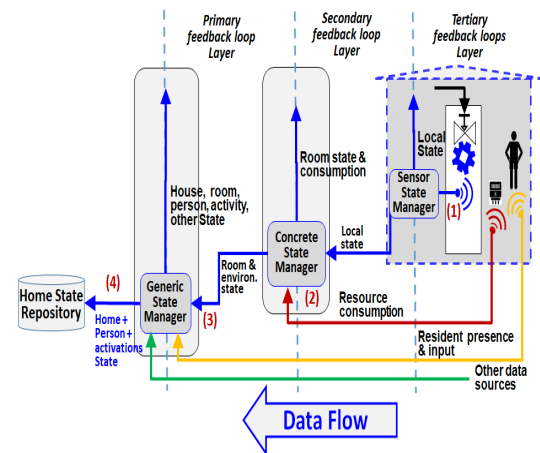 Primary
feedback loop
Layer
Secondary
feedback loop
Layer
Tertiary
feedback loops
Layer
Local
State
Room state &
consumption
House, room,
person, activity,
other State
Sensor
State
Manager
(1)
Local
state
Concrete
State
Manager
(2)
Room &
environ.
state
(3)
Generic
State
Manager
(4)
Home State
Repository
Home+
Person+
activations
State
Resource
consumption
Resident presence
& input
Other data
sources
Data Flow